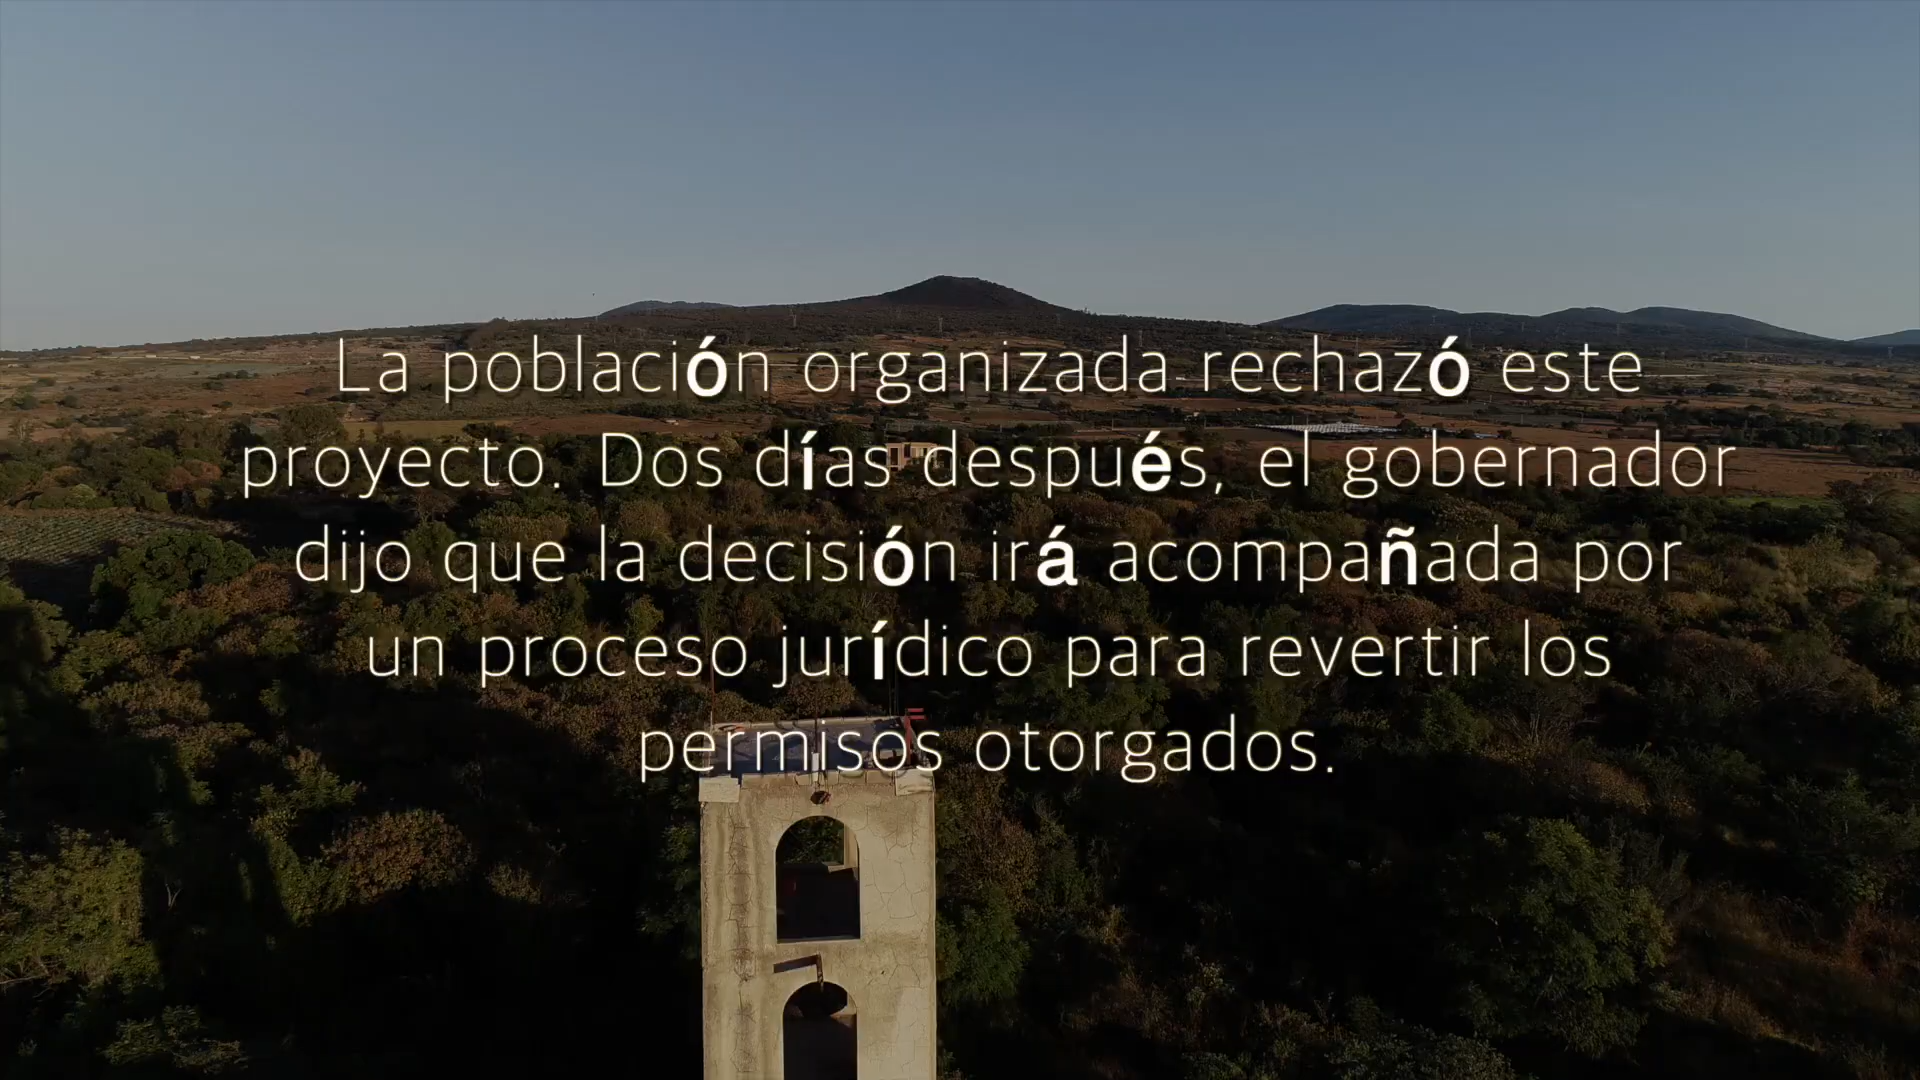 La población organizada rechazó este
proyecto. Dos días después, el gobernador
dijo que la decisión irá acompañada por
un proceso jurídico para revertir los
permisos otorgados.